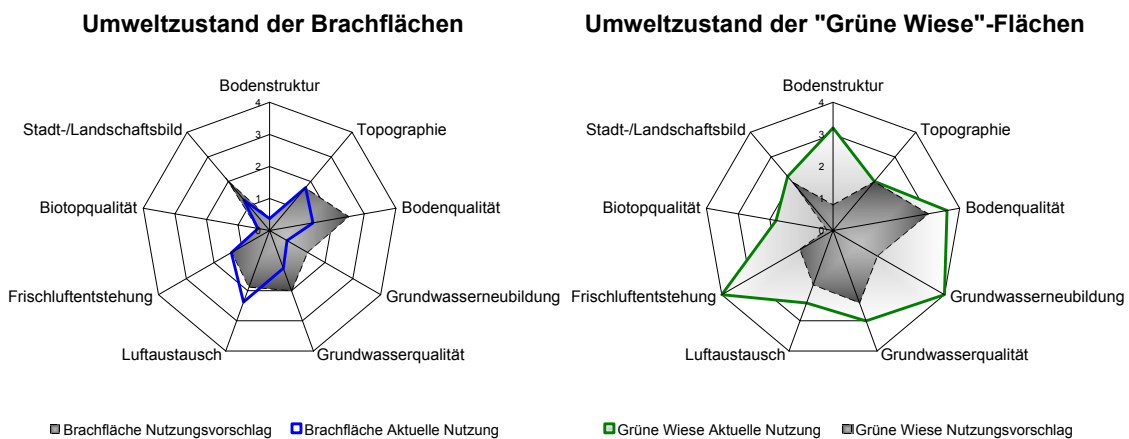 Umweltzustand der Brachflächen
Bodenstruktur
Topographie
Bodenqualität
Grundwasserneubildung
Grundwasserqualität
Luftaustausch
Frischluftentstehung
Biotopqualität
Stadt-/Landschaftsbild
4
3
2
1
0
Brachfläche Nutzungsvorschlag
Brachfläche Aktuelle Nutzung
Umweltzustand der "Grüne Wiese"-Flächen
Bodenstruktur
Topographie
Bodenqualität
Grundwasserneubildung
Grundwasserqualität
Luftaustausch
Frischluftentstehung
Biotopqualität
Stadt-/Landschaftsbild
4
3
2
1
0
Grüne Wiese Aktuelle Nutzung
Grüne Wiese Nutzungsvorschlag